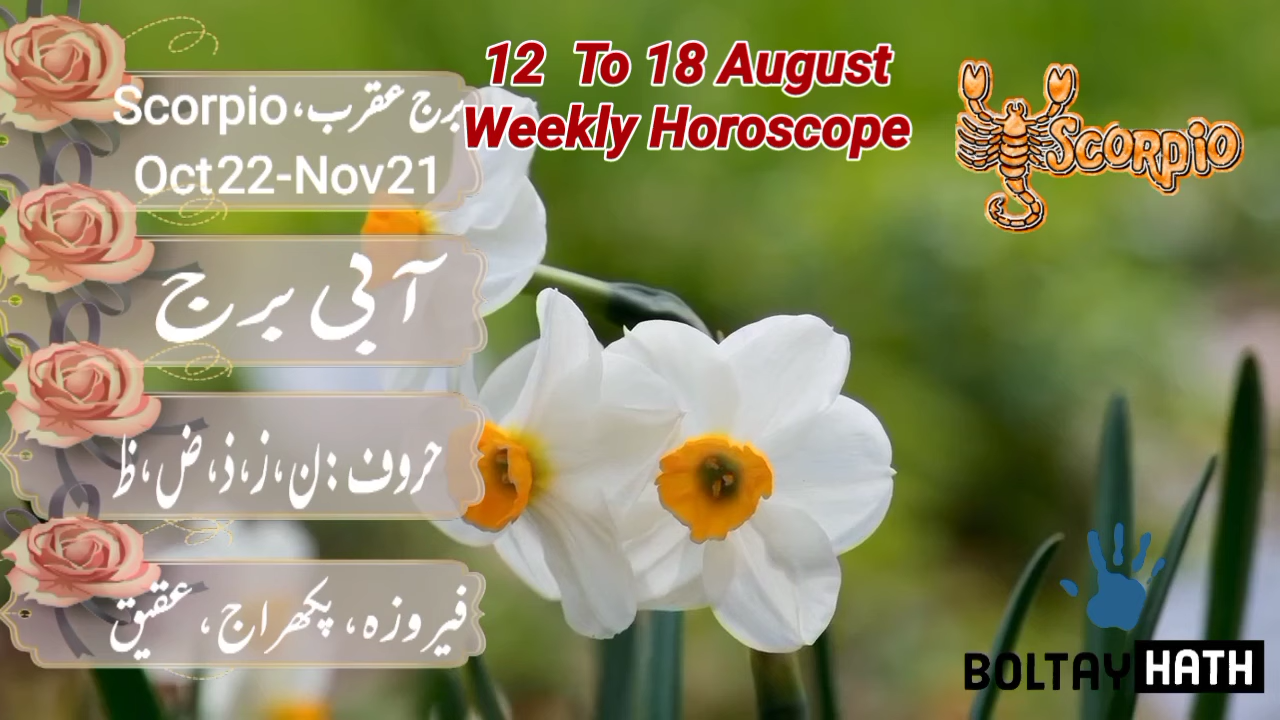 12 To 18 August
Weekly Horoscope
Scorpio
برج عقرب، Scorpio
Oct22-Nov21
آبی برج
حروف :ن،ز،ذ،ض،ظ
فیروزہ، پکھراج ، عقیق
BOLTAY HATH